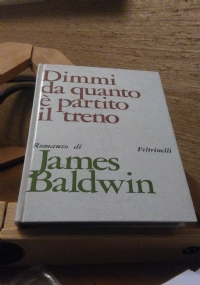 Dimmi
da quanto
è partito
il treno
Romanzo di Feltrinelli
James
Baldwin